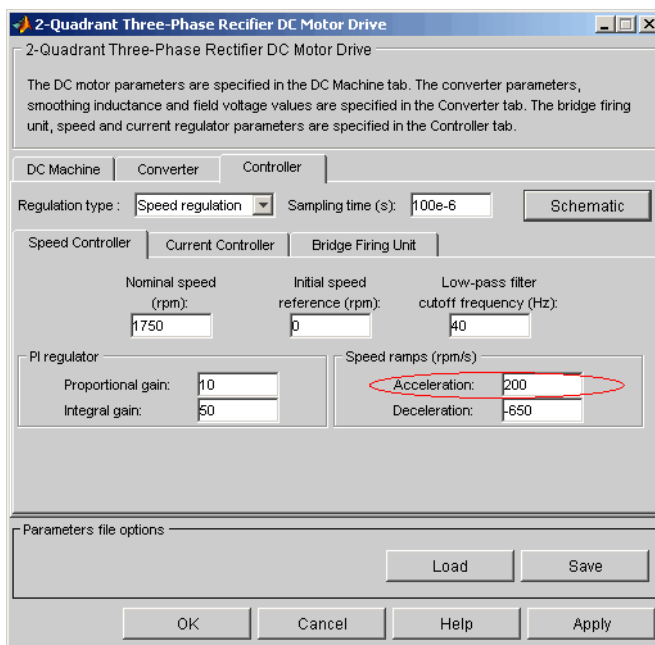 2-Quadrant Three-Phase Recifier DC Motor Drive
2-Quadrant Three-Phase Rectifier DC Motor Drive
The DC motor parameters are specified in the DC Machine tab. The converter parameters,
smoothing inductance and field voltage values are specified in the Converter tab. The bridge firing
unit, speed and current regulator parameters are specified in the Controller tab.
DC Machine Converter Controller
Regulation type : Speed regulation Sampling time (s): 100e-6 Schematic
Speed Controller Current Controller Bridge Firing Unit
Nominal speed Initial speed Low-pass filter
(rpm): reference (rpm): cutoff frequency (Hz):
1750 0 40
PI regulator Speed ramps (rpm/s)
Proportional gain: 10 Acceleration: 200
Integral gain: 50 Deceleration: -650
Parameters file options
Load Save
OK Cancel Help Apply